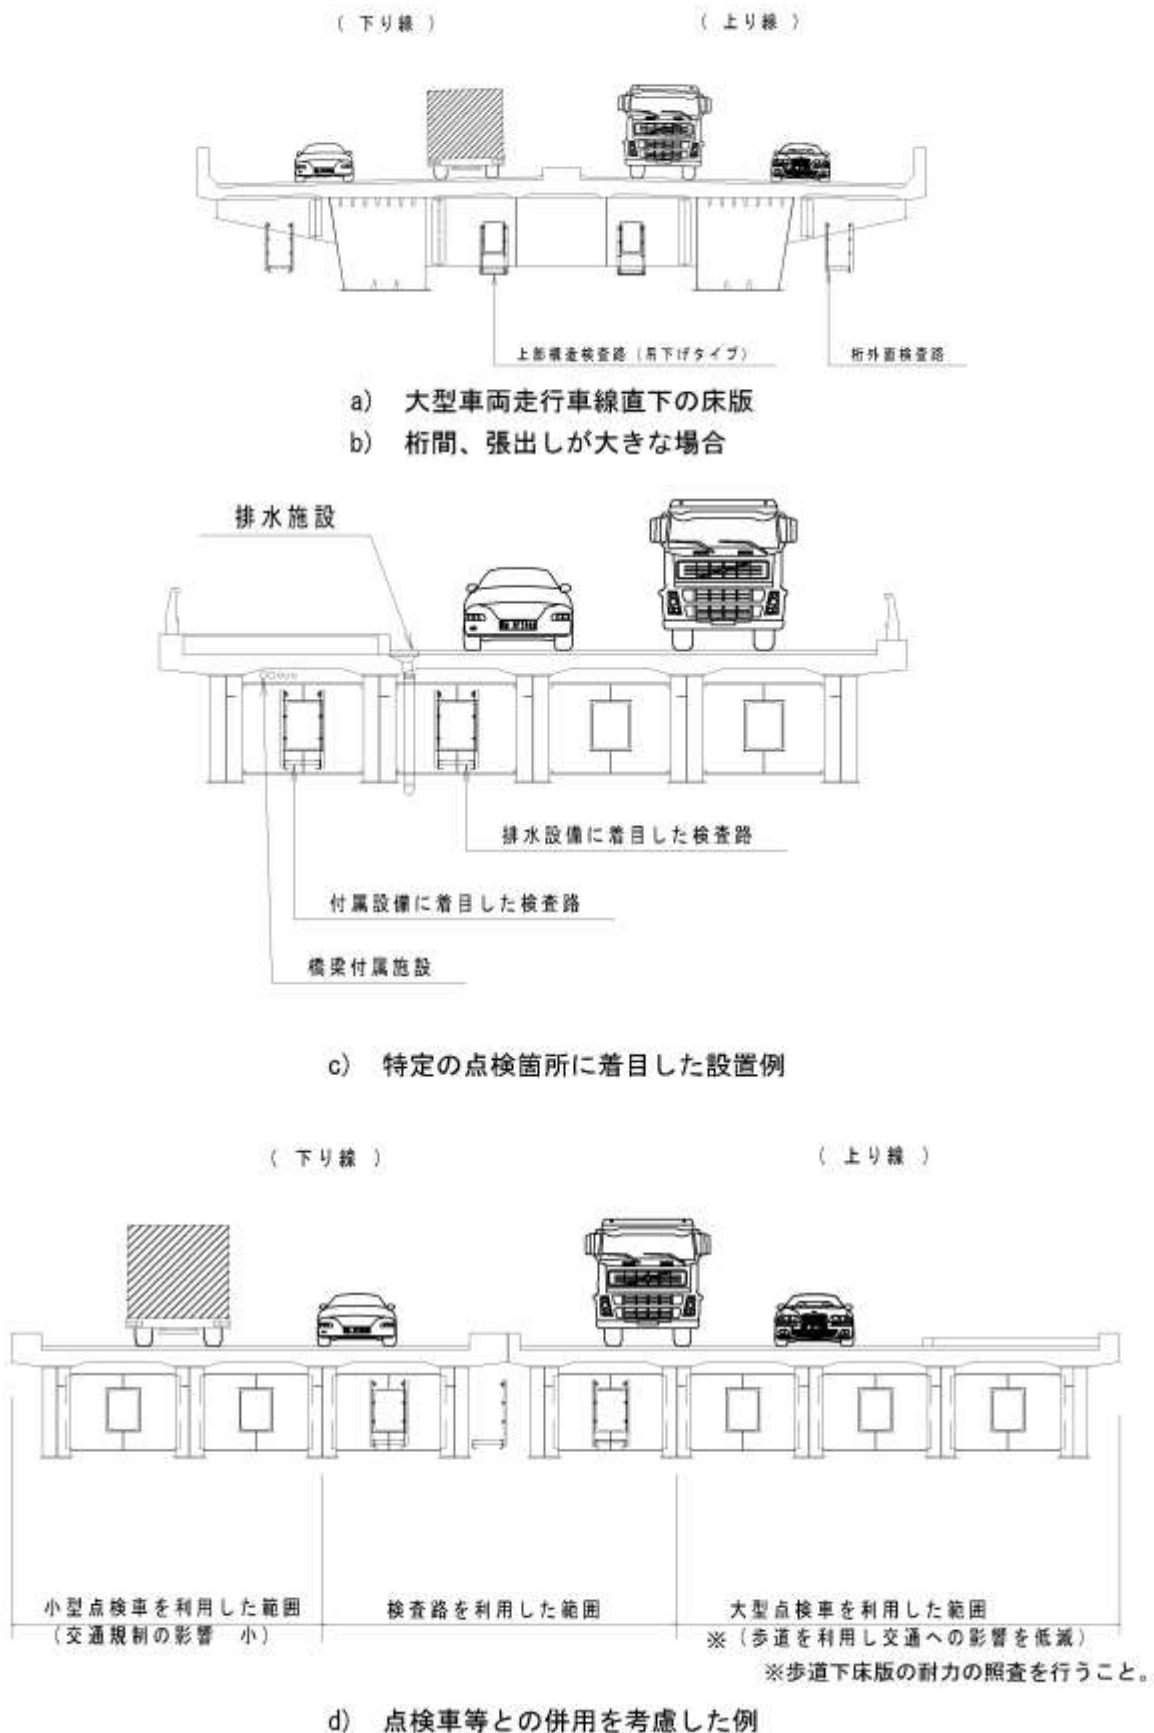 ( 下り線 )
( 上り線 )
上部構造検査路(吊下げタイプ)
桁外面検査路
a) 大型車両走行車線直下の床版
b) 桁間、張出しが大きな場合
排水施設
排水設備に着目した検査路
付属設備に着目した検査路
橋梁付属施設
c) 特定の点検箇所に着目した設置例
( 下り線 )
( 上り線 )
小型点検車を利用した範囲
(交通規制の影響 小)
検査路を利用した範囲
大型点検車を利用した範囲
※(歩道を利用し交通への影響を低減)
※歩道下床版の耐力の照査を行うこと。
d) 点検車等との併用を考慮した例